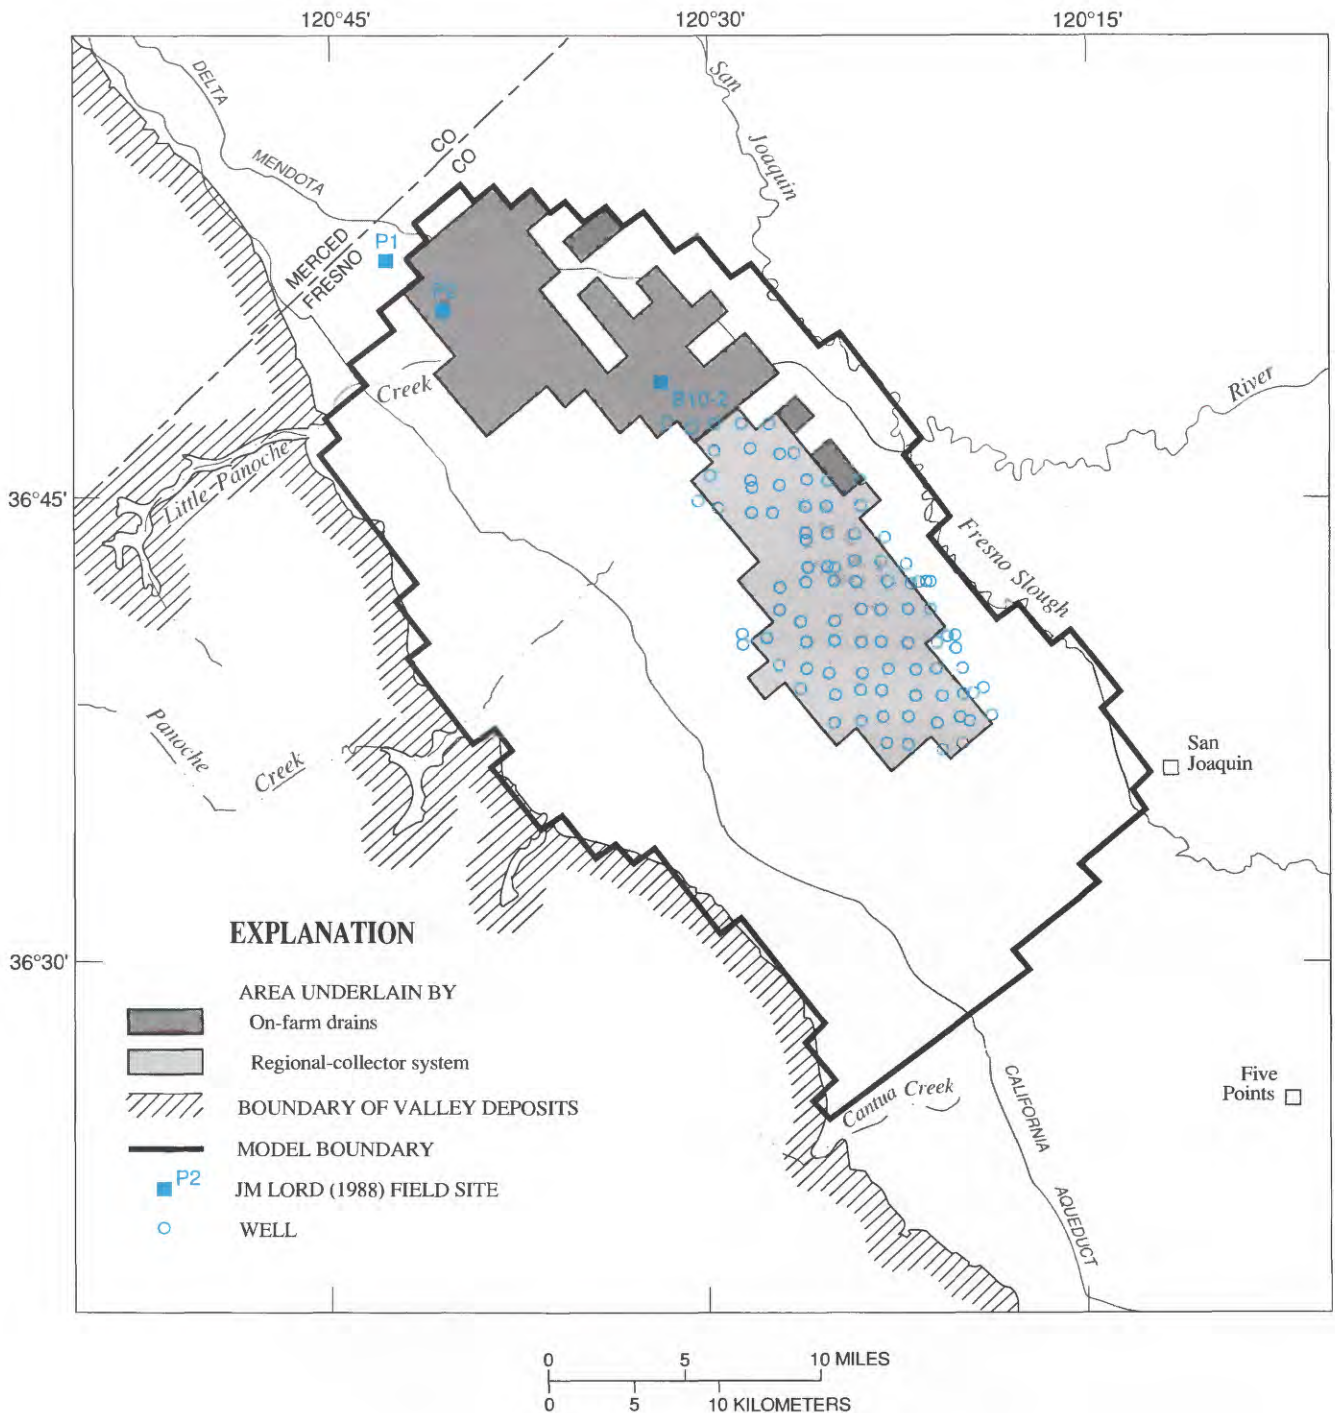 120°45'
120°30'
120°15'
DELTA
MENDOTA
San
Joaquin
River
CO
CO
MERCED
FRESNO
P1
P2
B10-2
Creek
Little Panoche
36°45'
Fresno Slough
Panoche
Creek
San
Joaquin
36°30'
Five
Points
Cantua Creek
CALIFORNIA
AQUEDUCT
EXPLANATION
AREA UNDERLAIN BY
On-farm drains
Regional-collector system
BOUNDARY OF VALLEY DEPOSITS
MODEL BOUNDARY
P2
JM LORD (1988) FIELD SITE
WELL
0 5 10 MILES
0 5 10 KILOMETERS